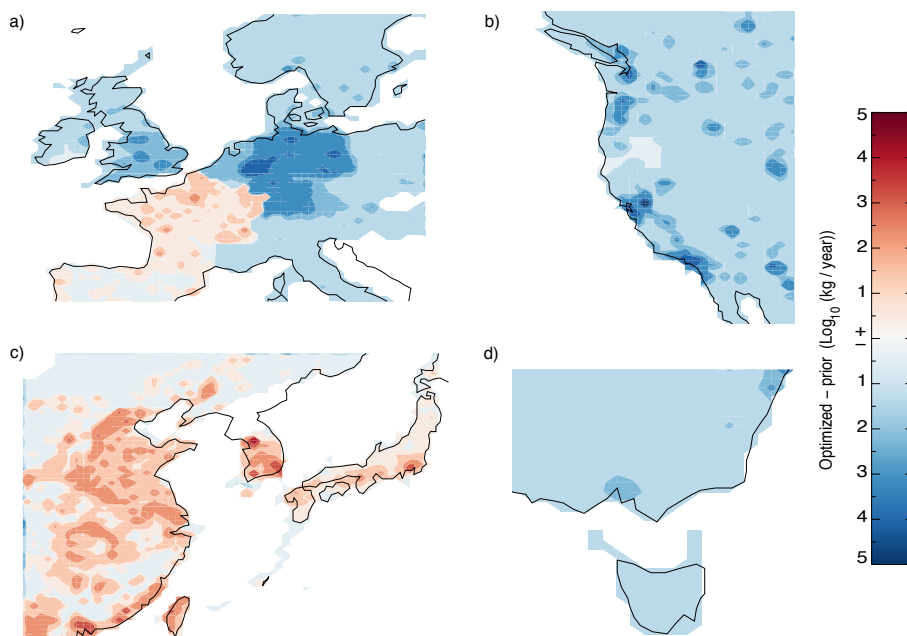 a)
b)
c)
d)
5
4
3
2
1
+
−
1
2
3
4
5
Optimized − prior (Log10 (kg / year))